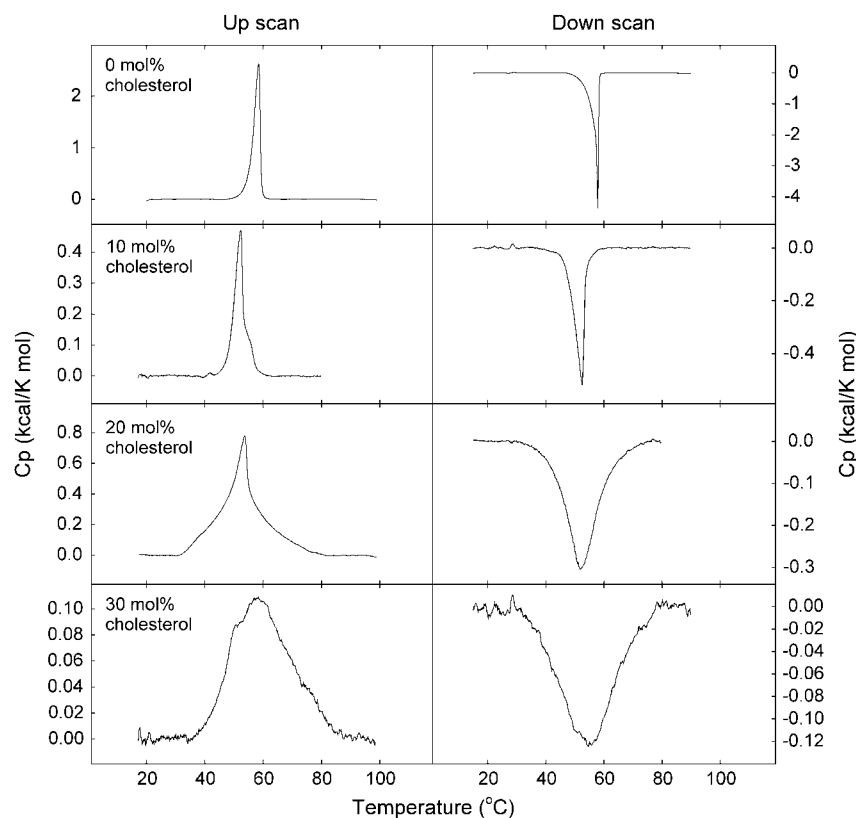 Up scan
Down scan
0 mol%
cholesterol
2
1
0
0
-1
-2
-3
-4
10 mol%
cholesterol
0.4
0.3
0.2
0.1
0.0
0.0
-0.2
-0.4
20 mol%
cholesterol
0.8
0.6
0.4
0.2
0.0
0.0
-0.1
-0.2
-0.3
30 mol%
cholesterol
0.10
0.08
0.06
0.04
0.02
0.00
0.00
-0.02
-0.04
-0.06
-0.08
-0.10
-0.12
Cp (kcal/K mol)
Cp (kcal/K mol)
20 40 60 80 100
20 40 60 80 100
Temperature (°C)